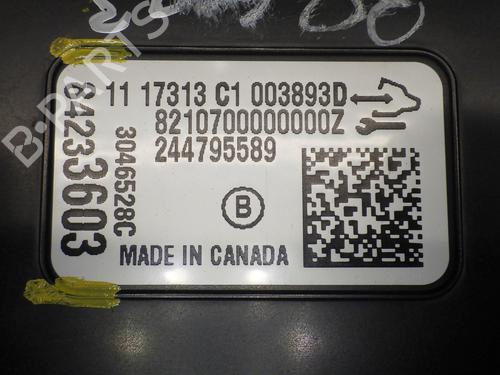 11 17313 C1 003893D
8210700000000Z
244795589
84233603
3046528C
B
MADE IN CANADA
B-PARTS